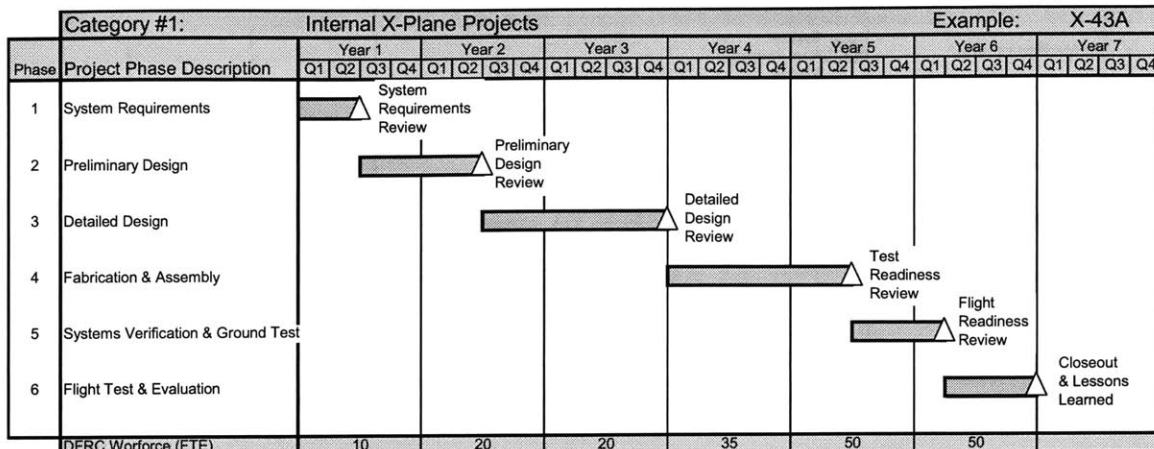 Category #1: Internal X-Plane Projects Example: X-43A
Year 1 Year 2 Year 3 Year 4 Year 5 Year 6 Year 7
Phase Project Phase Description Q1 Q2 Q3 Q4 Q1 Q2 Q3 Q4 Q1 Q2 Q3 Q4 Q1 Q2 Q3 Q4 Q1 Q2 Q3 Q4 Q1 Q2 Q3 Q4 Q1 Q2 Q3 Q4
1 System Requirements
System
Requirements
Review
2 Preliminary Design
Preliminary
Design
Review
3 Detailed Design
Detailed
Design
Review
4 Fabrication & Assembly
Test
Readiness
Review
5 Systems Verification & Ground Test
Flight
Readiness
Review
6 Flight Test & Evaluation
Closeout
& Lessons
Learned
DFRC Worforce (FTE) 10 20 20 35 50 50